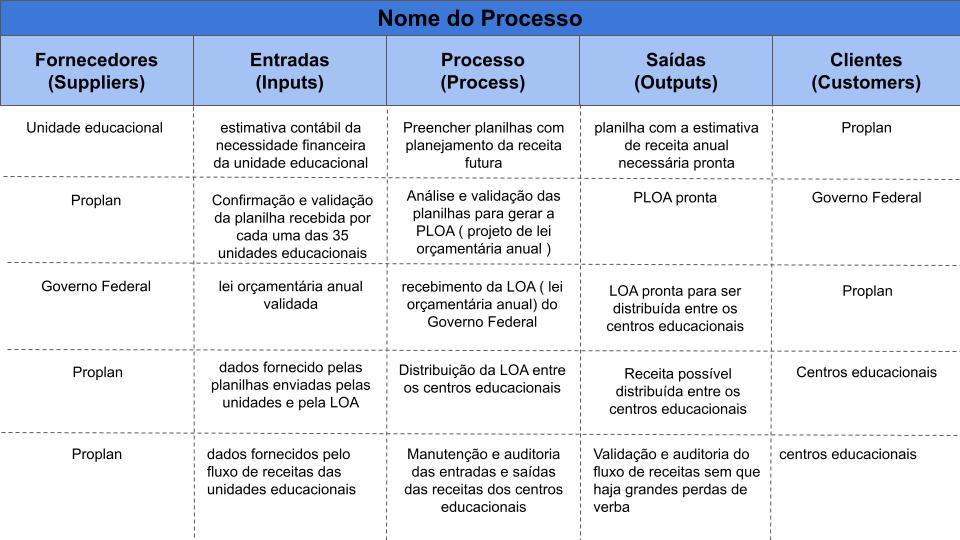 Nome do Processo
Fornecedores
(Suppliers)
Entradas
(Inputs)
Processo
(Process)
Saídas
(Outputs)
Clientes
(Customers)
Unidade educacional
estimativa contábil da
necessidade financeira
da unidade educacional
Preencher planilhas com
planejamento da receita
futura
planilha com a estimativa
de receita anual
necessária pronta
Proplan
Proplan
Confirmação e validação
da planilha recebida por
cada uma das 35
unidades educacionais
Análise e validação das
planilhas para gerar a
PLOA ( projeto de lei
orçamentária anual )
PLOA pronta
Governo Federal
Governo Federal
lei orçamentária anual
validada
recebimento da LOA ( lei
orçamentária anual) do
Governo Federal
LOA pronta para ser
distribuída entre os
centros educacionais
Proplan
Proplan
dados fornecido pelas
planilhas enviadas pelas
unidades e pela LOA
Distribuição da LOA entre
os centros educacionais
Receita possível
distribuída entre os
centros educacionais
Centros educacionais
Proplan
dados fornecidos pelo
fluxo de receitas das
unidades educacionais
Manutenção e auditoria
das entradas e saídas
das receitas dos centros
educacionais
Validação e auditoria do
fluxo de receitas sem que
haja grandes perdas de
verba
centros educacionais